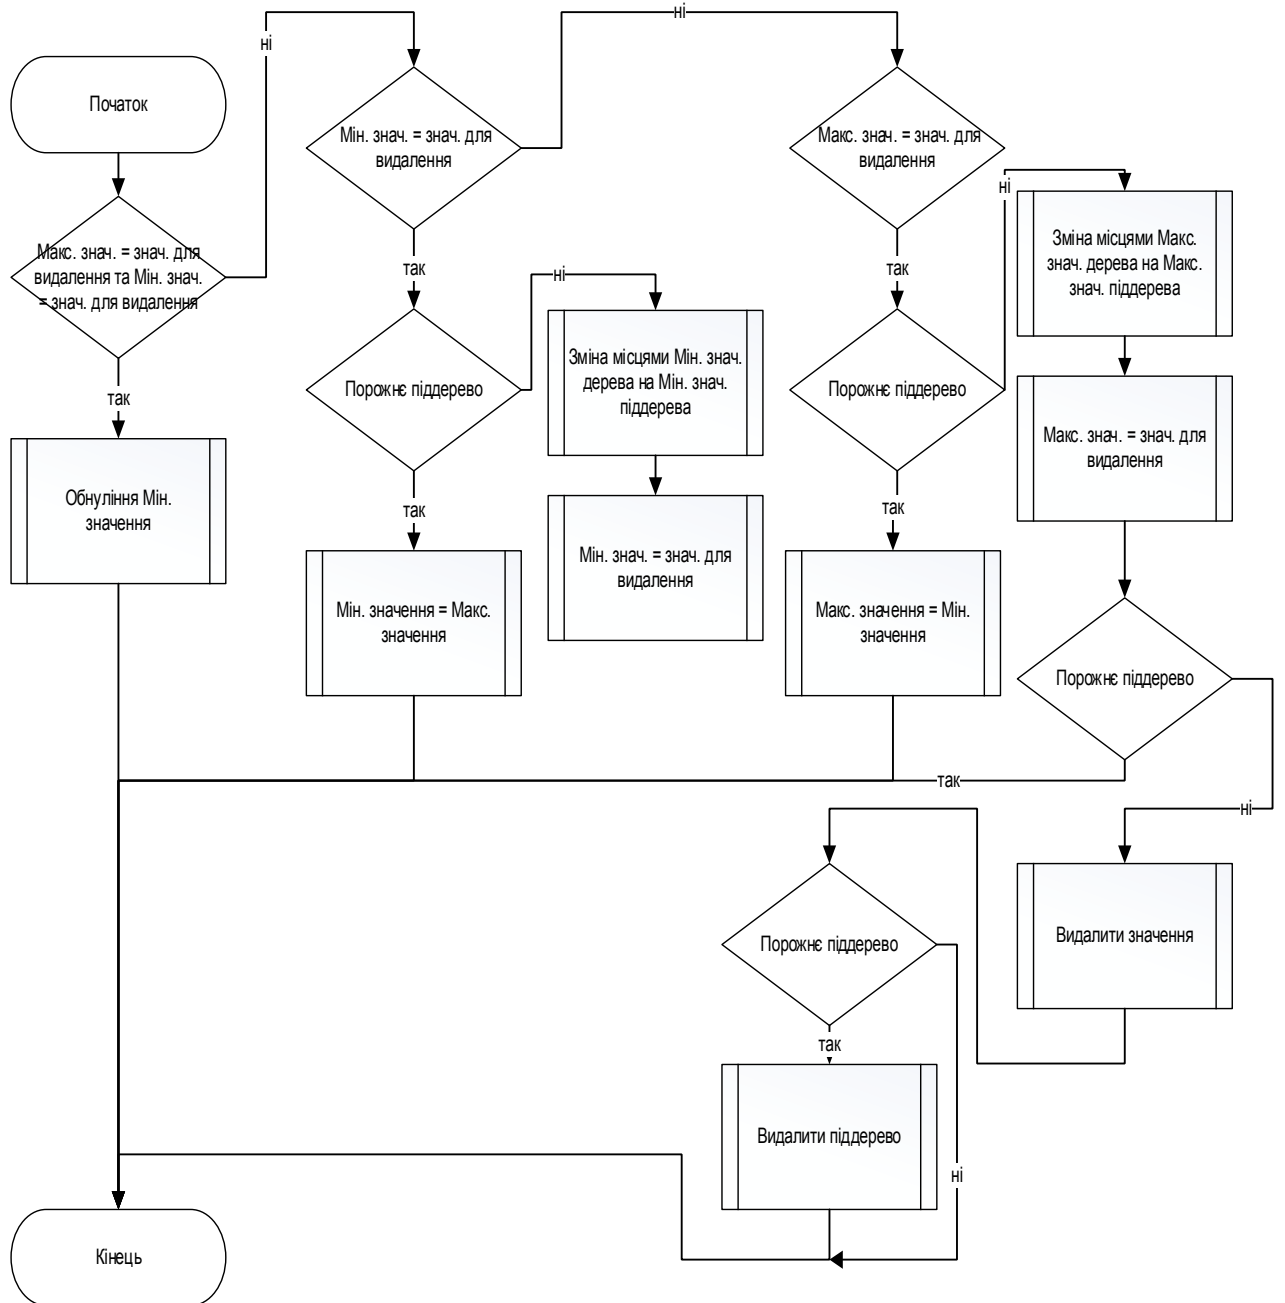 ні
ні
Початок
Мін. знач. = знач. для
видалення
Макс. знач. = знач. для
видалення
ні
Макс. знач. = знач. для
видалення та Мін. знач.
= знач. для видалення
Зміна місцями Макс.
знач. дерева на Макс.
знач. піддерева
так
так
ні
Зміна місцями Мін. знач.
дерева на Мін. знач.
піддерева
Порожнє піддерево
Порожнє піддерево
так
Макс. знач. = знач. для
видалення
Обнуління Мін.
значення
так
так
Мін. знач. = знач. для
видалення
Мін. значення = Макс.
значення
Макс. значення = Мін.
значення
Порожнє піддерево
так
ні
Порожнє піддерево
Видалити значення
так
Видалити піддерево
ні
Кінець